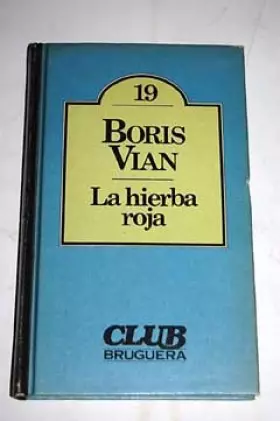 19
BORIS
VIAN
La hierba
roja
CLUB
BRUGUERA